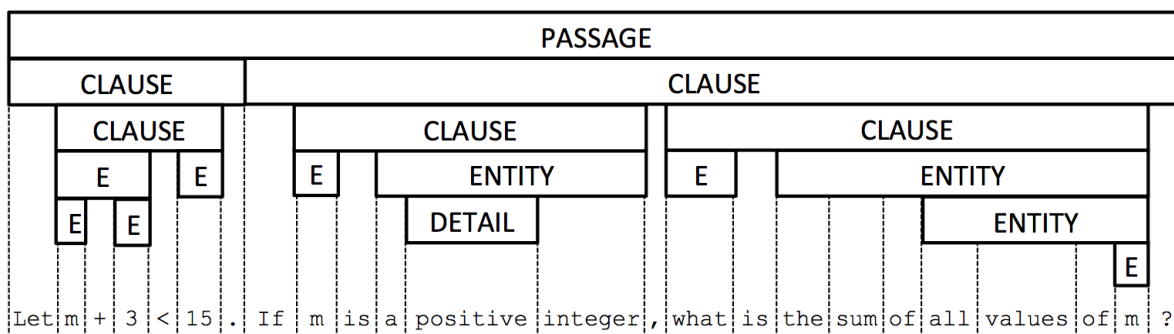 PASSAGE
CLAUSE CLAUSE
CLAUSE CLAUSE CLAUSE
E E E ENTITY E ENTITY
E E DETAIL ENTITY
E
Let m + 3 < 15 . If m is a positive integer , what is the sum of all values of m ?